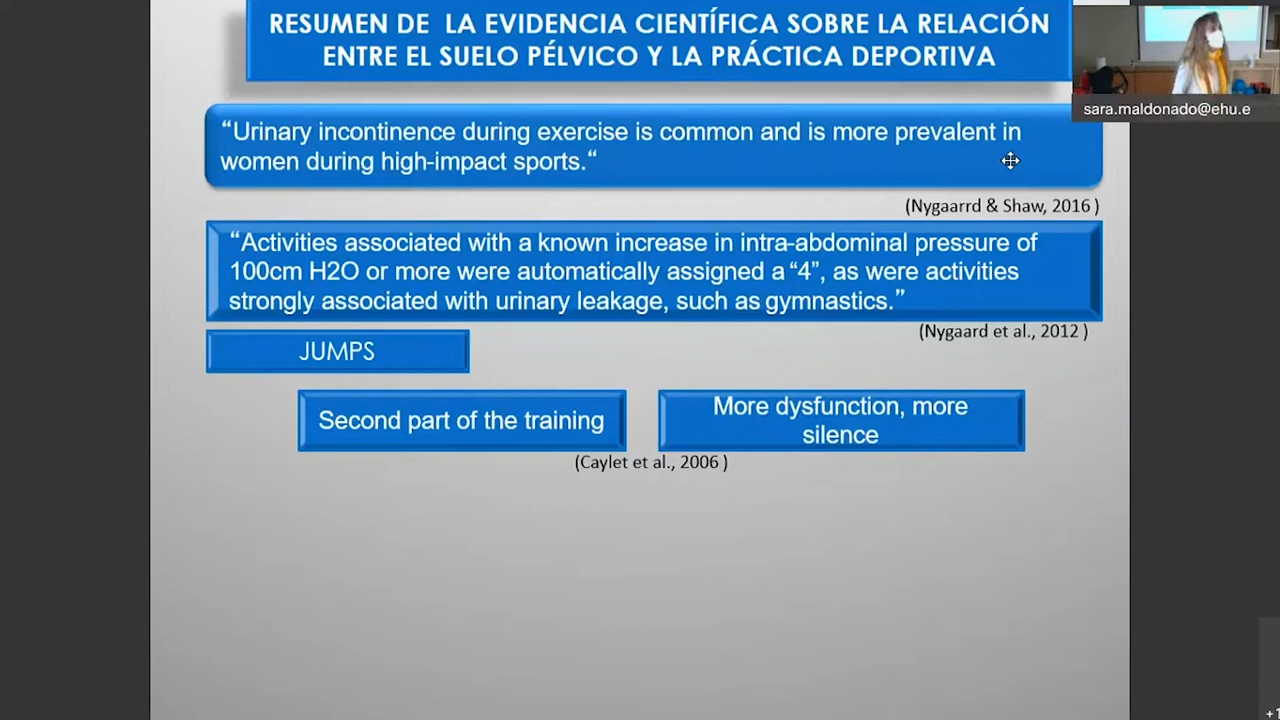 RESUMEN DE LA EVIDENCIA CIENTÍFICA SOBRE LA RELACIÓN
ENTRE EL SUELO PÉLVICO Y LA PRÁCTICA DEPORTIVA
sara.maldonado@ehu.e
“Urinary incontinence during exercise is common and is more prevalent in
women during high-impact sports.“
(Nygaarrd & Shaw, 2016 )
“Activities associated with a known increase in intra-abdominal pressure of
100cm H2O or more were automatically assigned a “4”, as were activities
strongly associated with urinary leakage, such as gymnastics.”
(Nygaard et al., 2012 )
JUMPS
Second part of the training
More dysfunction, more
silence
(Caylet et al., 2006 )